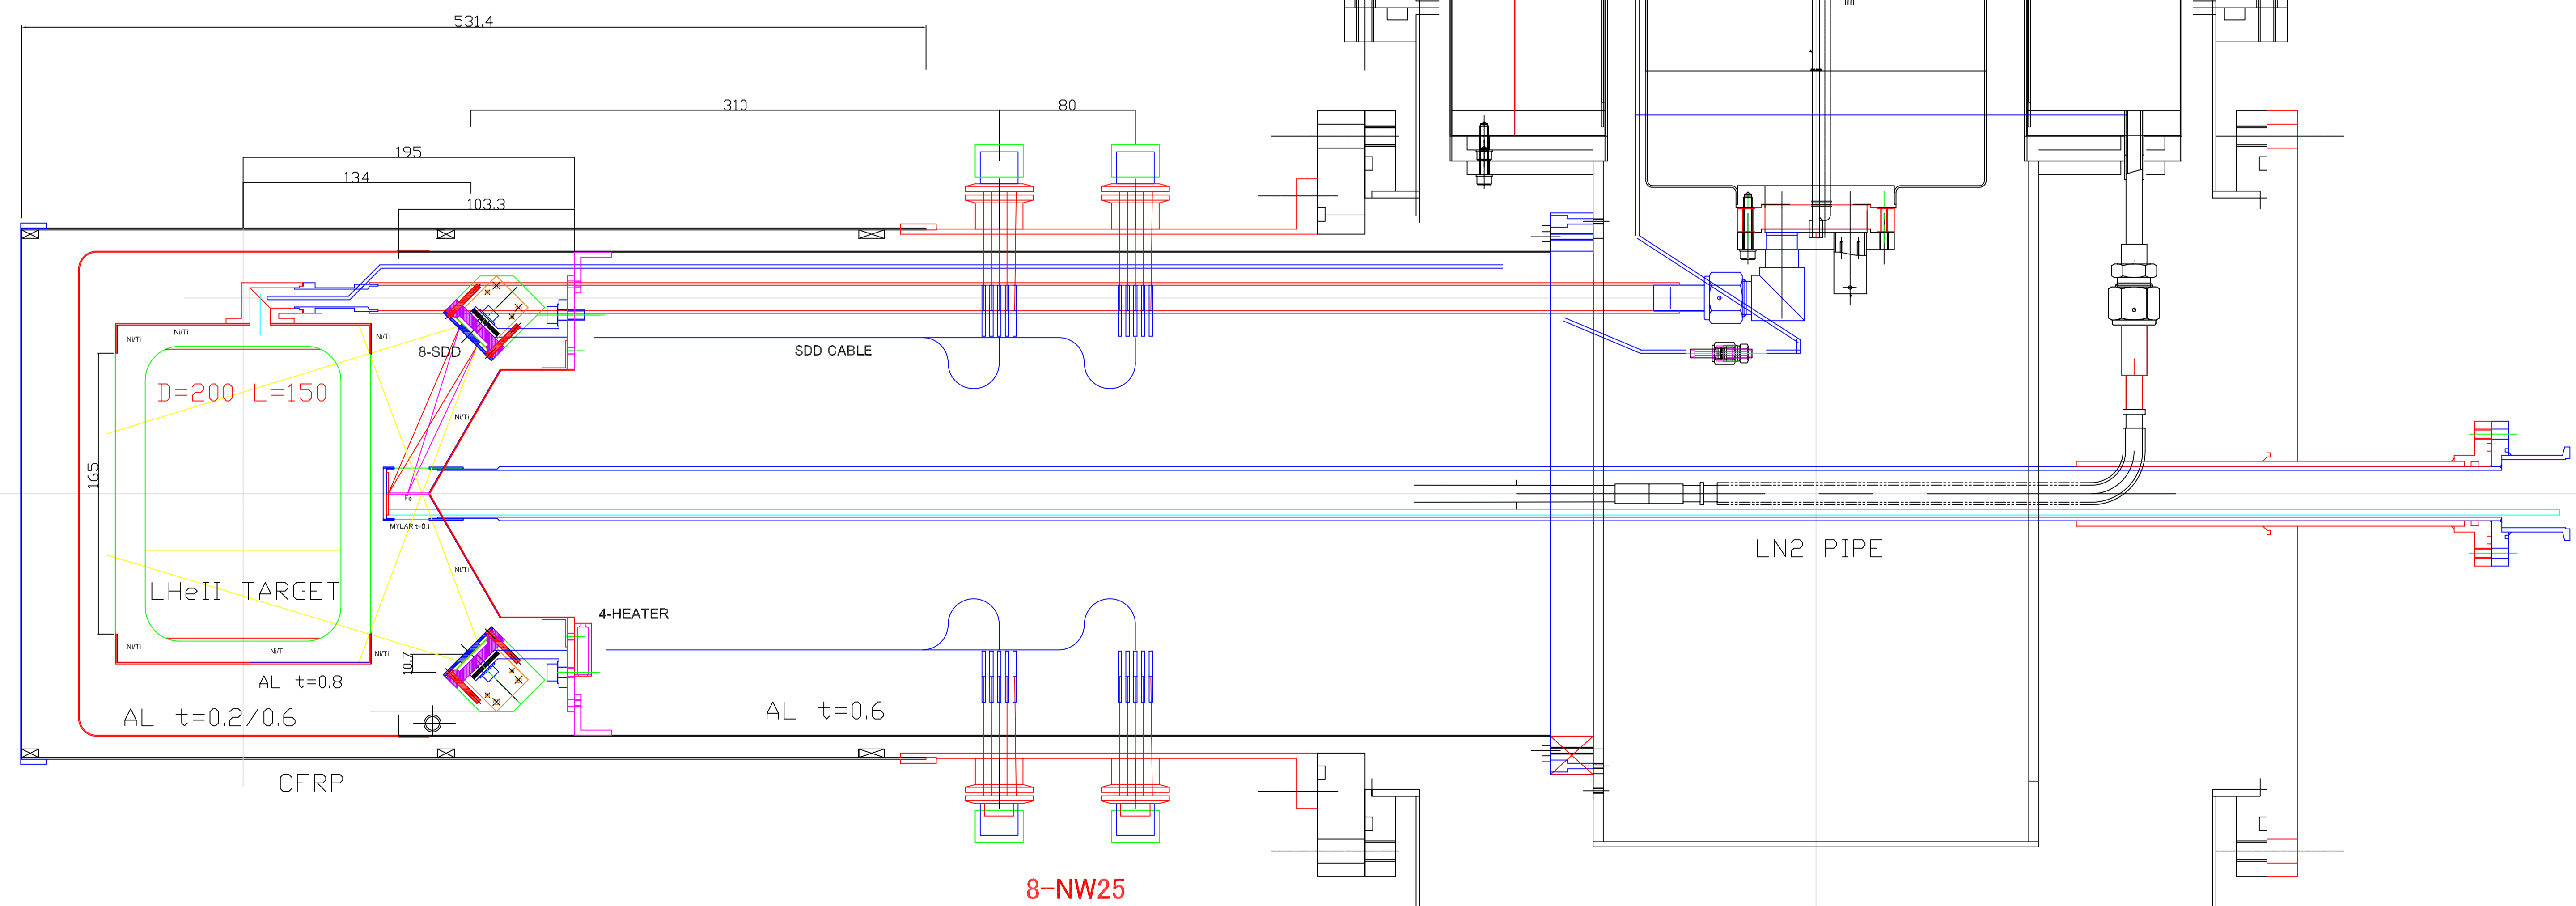 531.4
310
80
195
134
103.3
Ni/Ti
Ni/Ti
Ni/Ti
8-SDD
SDD CABLE
D=200 L=150
Ni/Ti
165
Fe
MYLAR t=0.1
LN2 PIPE
Ni/Ti
LHeII TARGET
4-HEATER
Ni/Ti
Ni/Ti
Ni/Ti
10.7
AL t=0.8
AL t=0.2/0.6
AL t=0.6
CFRP
8-NW25